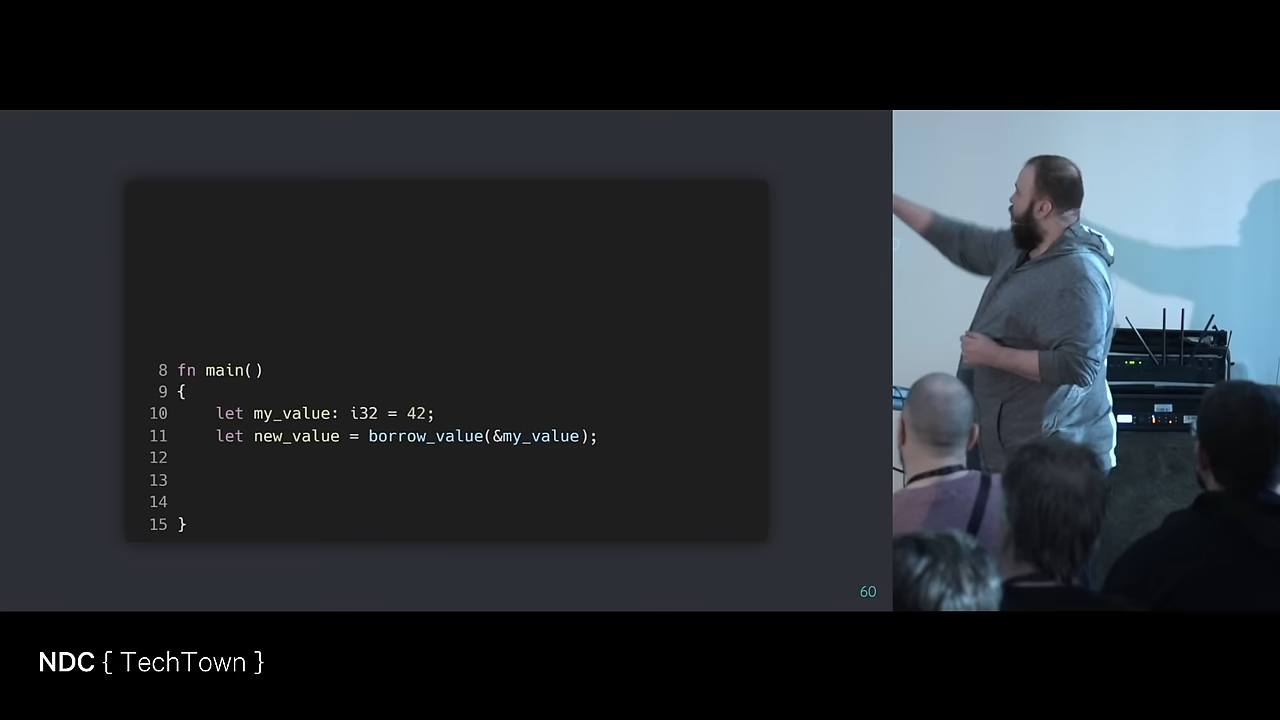 8 fn main()
9 {
10 let my_value: i32 = 42;
11 let new_value = borrow_value(&my_value);
12
13
14
15 }
60
NDC { TechTown }